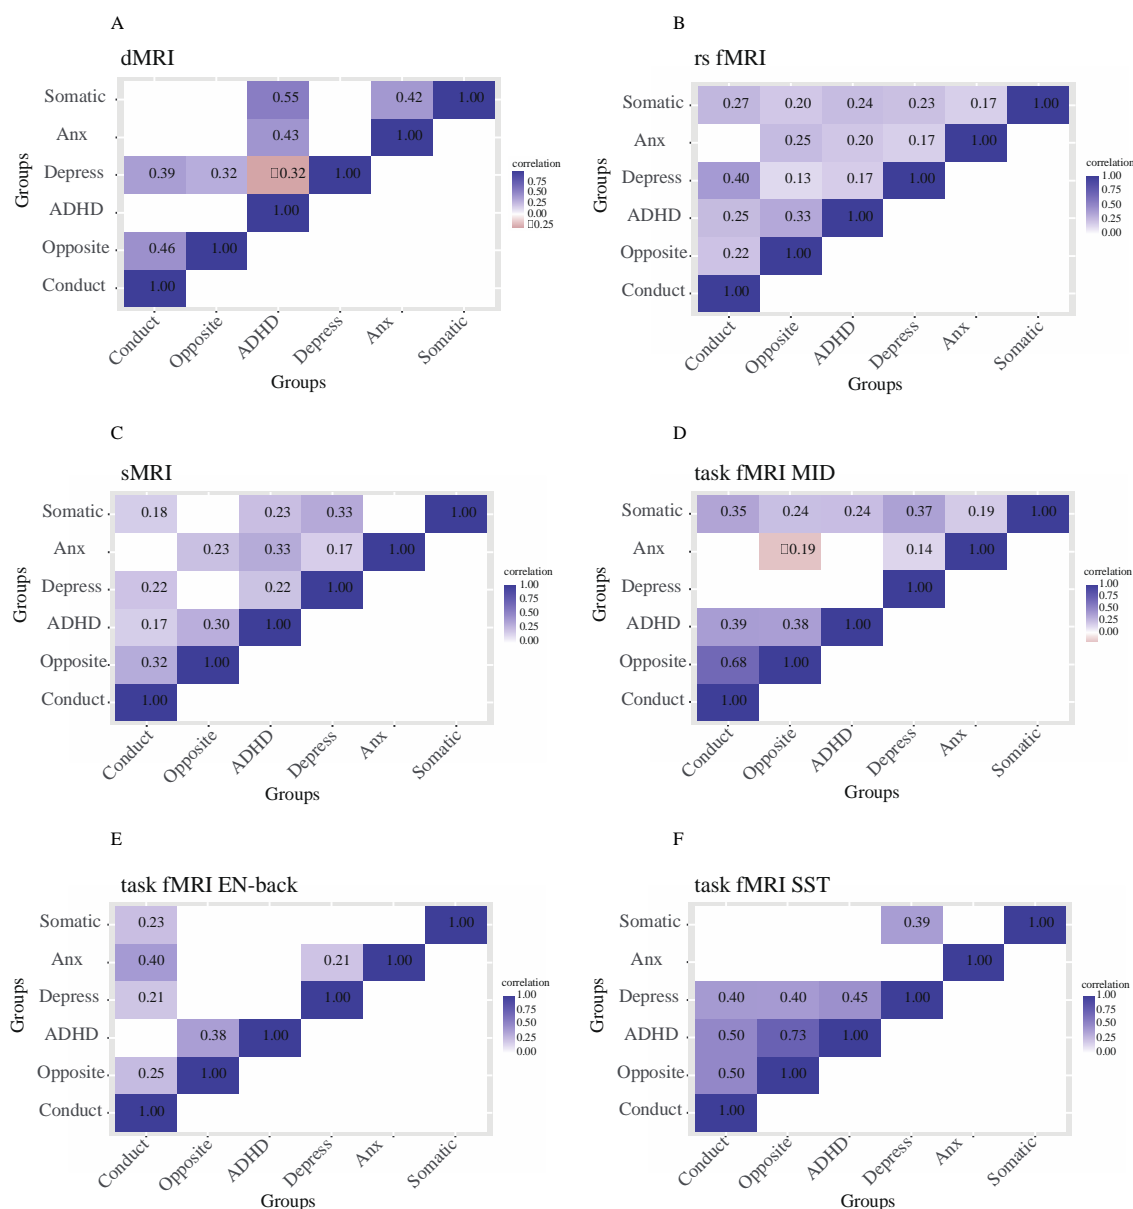 A
dMRI
Somatic 0.55 0.42 1.00
Anx 0.43 1.00
Depress 0.39 0.32 □0.32 1.00
ADHD 1.00
Opposite 0.46 1.00
Conduct 1.00
Groups
Conduct Opposite ADHD Depress Anx Somatic
Groups
correlation
0.75
0.50
0.25
0.00
□0.25
B
rs fMRI
Somatic 0.27 0.20 0.24 0.23 0.17 1.00
Anx 0.25 0.20 0.17 1.00
Depress 0.40 0.13 0.17 1.00
ADHD 0.25 0.33 1.00
Opposite 0.22 1.00
Conduct 1.00
Groups
Conduct Opposite ADHD Depress Anx Somatic
Groups
correlation
1.00
0.75
0.50
0.25
0.00
C
sMRI
Somatic 0.18 0.23 0.33 1.00
Anx 0.23 0.33 0.17 1.00
Depress 0.22 0.22 1.00
ADHD 0.17 0.30 1.00
Opposite 0.32 1.00
Conduct 1.00
Groups
Conduct Opposite ADHD Depress Anx Somatic
Groups
correlation
1.00
0.75
0.50
0.25
0.00
D
task fMRI MID
Somatic 0.35 0.24 0.24 0.37 0.19 1.00
Anx □0.19 0.14 1.00
Depress 1.00
ADHD 0.39 0.38 1.00
Opposite 0.68 1.00
Conduct 1.00
Groups
Conduct Opposite ADHD Depress Anx Somatic
Groups
correlation
1.00
0.75
0.50
0.25
0.00
E
task fMRI EN-back
Somatic 0.23 1.00
Anx 0.40 0.21 1.00
Depress 0.21 1.00
ADHD 0.38 1.00
Opposite 0.25 1.00
Conduct 1.00
Groups
Conduct Opposite ADHD Depress Anx Somatic
Groups
correlation
1.00
0.75
0.50
0.25
0.00
F
task fMRI SST
Somatic 0.39 1.00
Anx 1.00
Depress 0.40 0.40 0.45 1.00
ADHD 0.50 0.73 1.00
Opposite 0.50 1.00
Conduct 1.00
Groups
Conduct Opposite ADHD Depress Anx Somatic
Groups
correlation
1.00
0.75
0.50
0.25
0.00